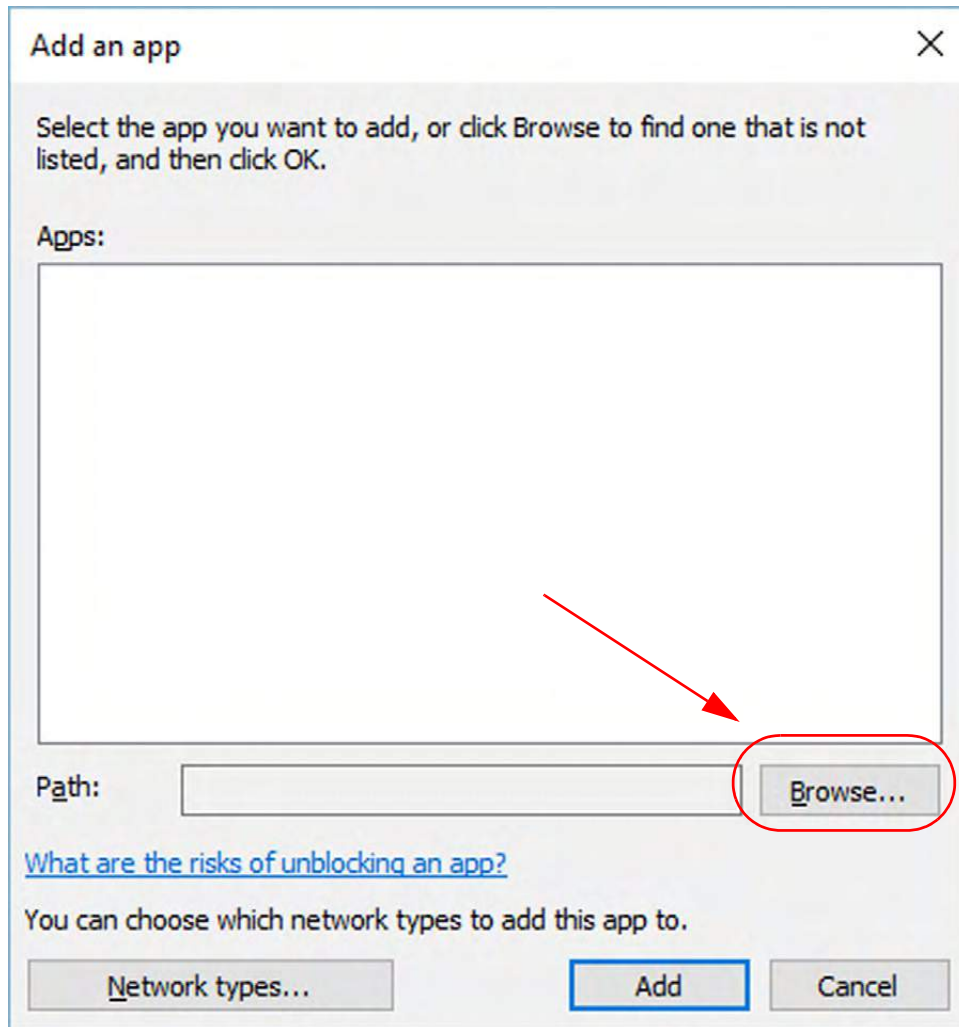 Add an app
Select the app you want to add, or click Browse to find one that is not
listed, and then click OK.
Apps:
Path:
Browse...
What are the risks of unblocking an app?
You can choose which network types to add this app to.
Network types...
Add
Cancel